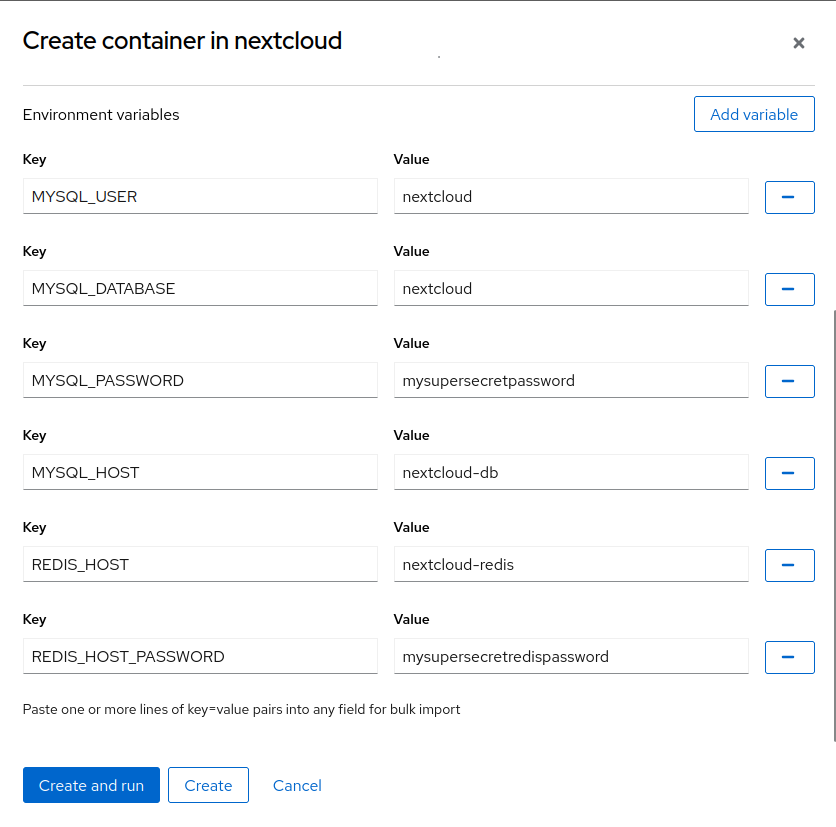 Create container in nextcloud
Environment variables
Add variable
Key Value
MYSQL_USER nextcloud
Key Value
MYSQL_DATABASE nextcloud
Key Value
MYSQL_PASSWORD mysupersecretpassword
Key Value
MYSQL_HOST nextcloud-db
Key Value
REDIS_HOST nextcloud-redis
Key Value
REDIS_HOST_PASSWORD mysupersecretredispassword
Paste one or more lines of key=value pairs into any field for bulk import
Create and run Create Cancel